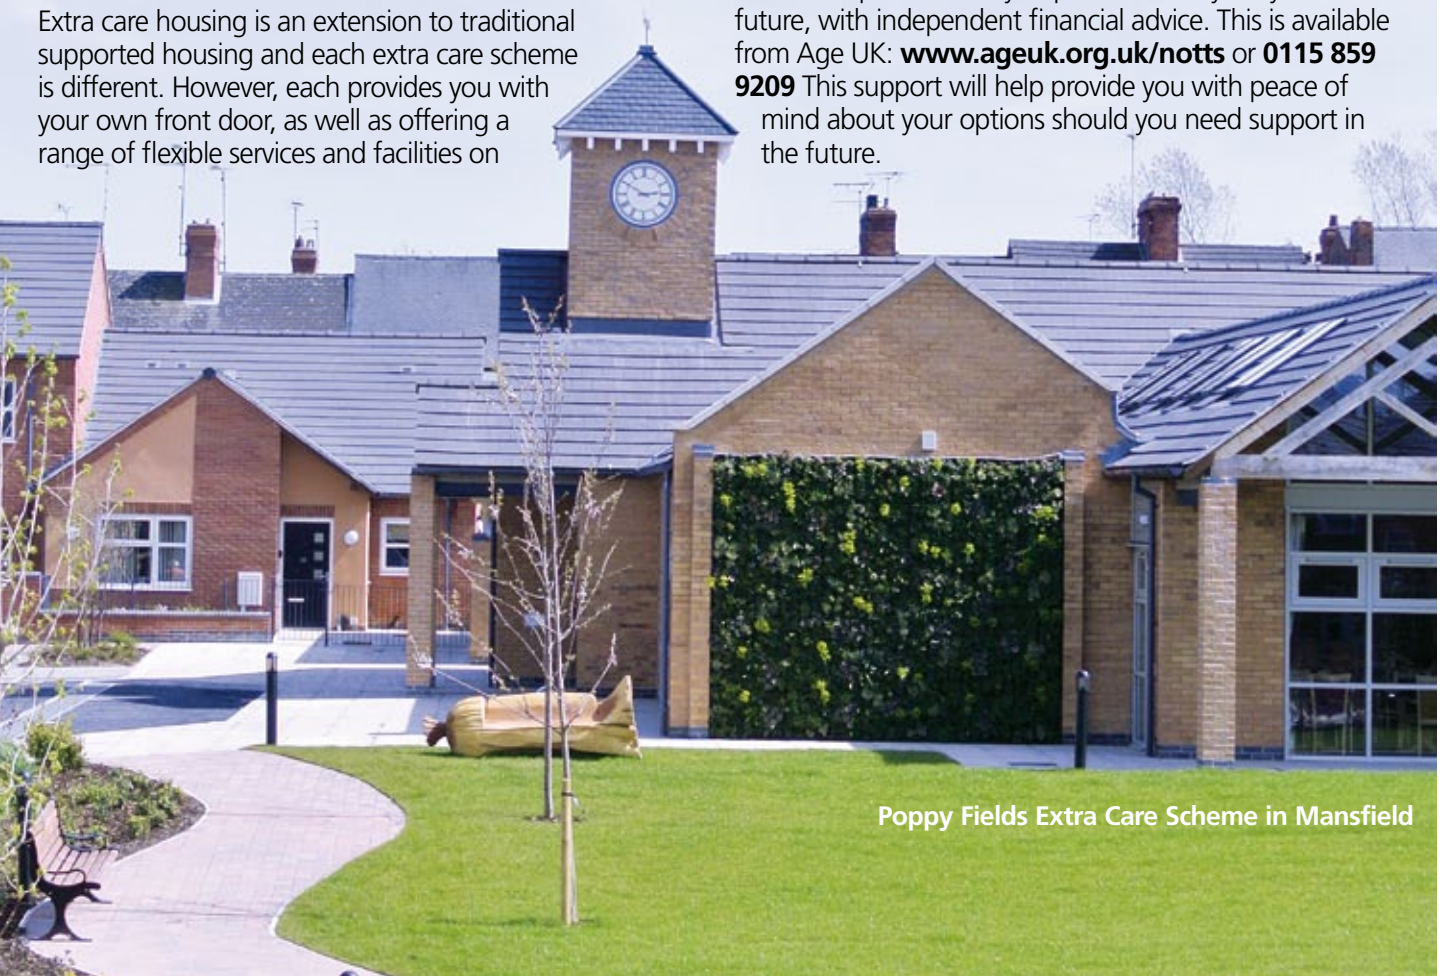 Extra care housing is an extension to traditional
supported housing and each extra care scheme
is different. However, each provides you with
your own front door, as well as offering a
range of flexible services and facilities on
future, with independent financial advice. This is available
from Age UK: www.ageuk.org.uk/notts or 0115 859
9209 This support will help provide you with peace of
mind about your options should you need support in
the future.
Poppy Fields Extra Care Scheme in Mansfield